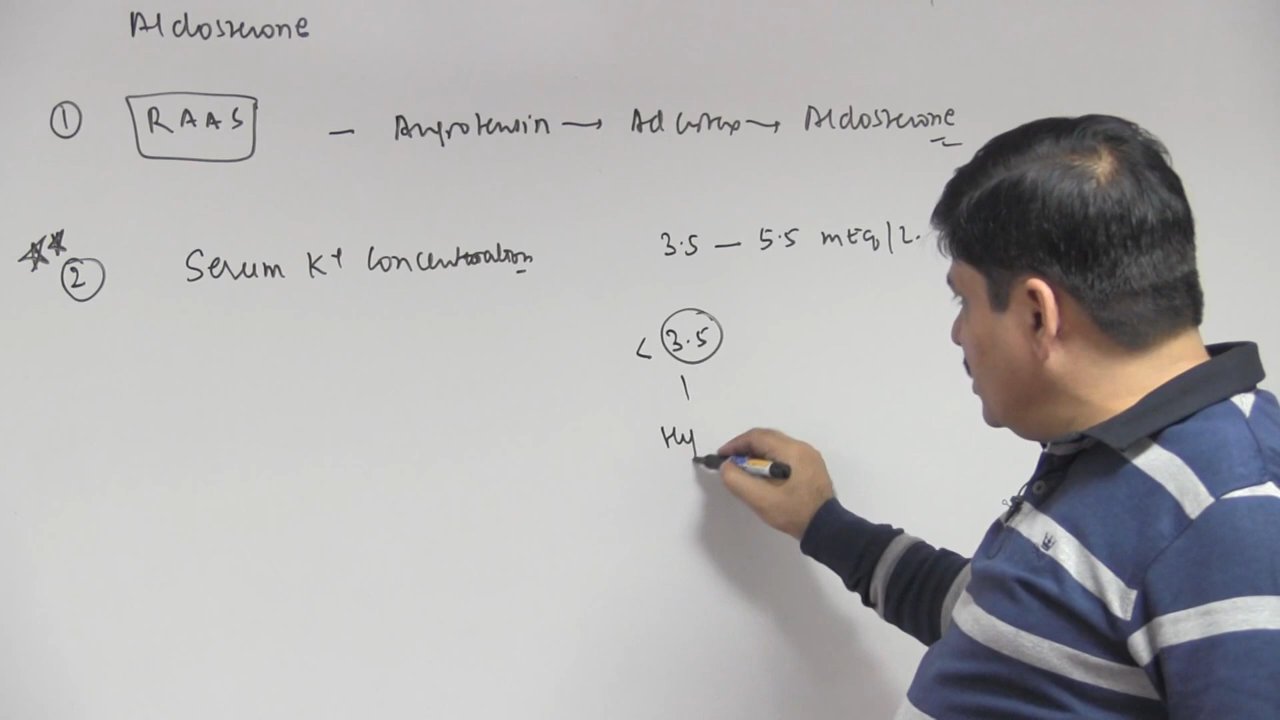 Aldosterone
① RAAS – Angiotensin → Ad cortex → Aldosterone
② Serum K+ Concentration 3.5 – 5.5 mEq/L.
< 3.5
Hy